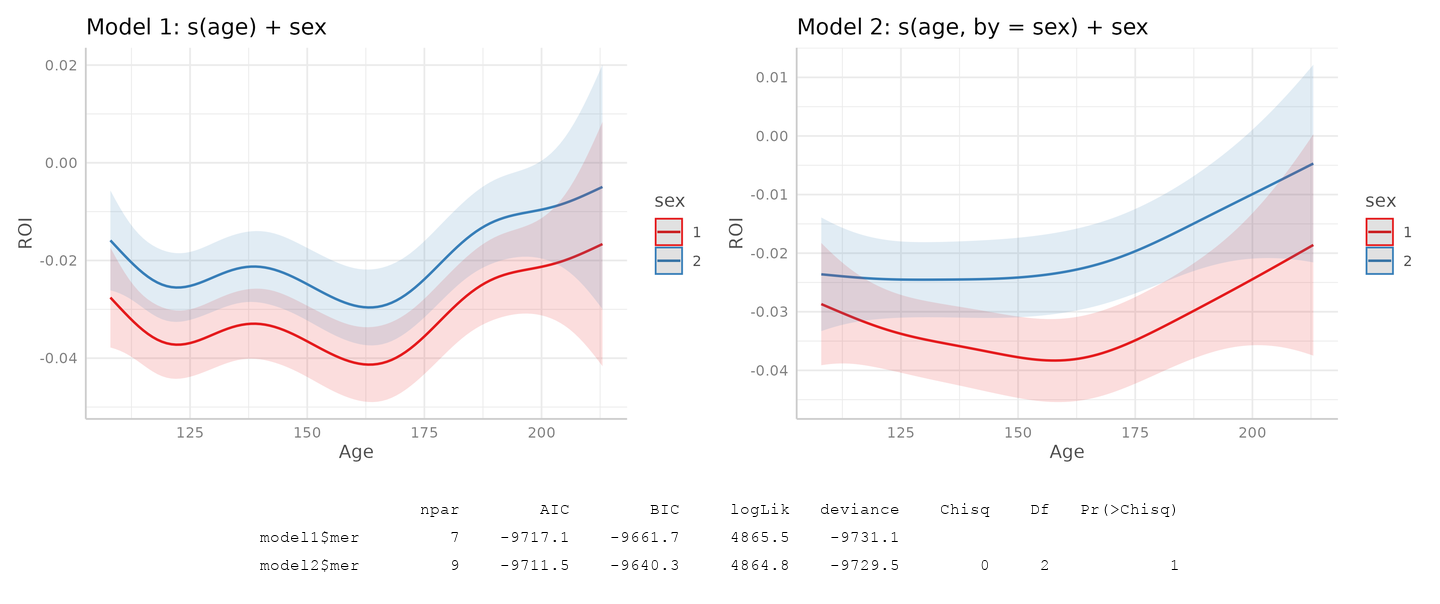 Model 1: s(age) + sex
0.02
0.00
-0.02
-0.04
ROI
125 150 175 200
Age
sex
1
2
Model 2: s(age, by = sex) + sex
0.01
0.00
-0.01
-0.02
-0.03
-0.04
ROI
125 150 175 200
Age
sex
1
2
npar AIC BIC logLik deviance Chisq Df Pr(>Chisq)
model1$mer 7 -9717.1 -9661.7 4865.5 -9731.1
model2$mer 9 -9711.5 -9640.3 4864.8 -9729.5 0 2 1